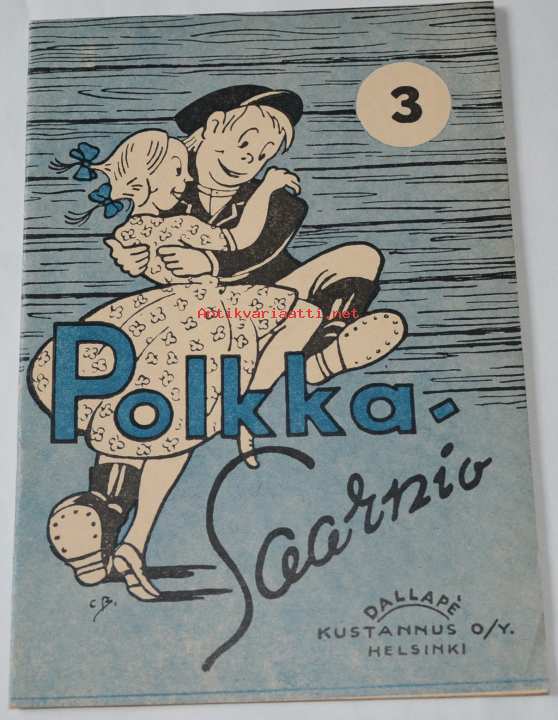 3
Antikvariaatti.net
Polkka-
Saarnio
CB.
DALLAPÉ
KUSTANNUS O/Y.
HELSINKI